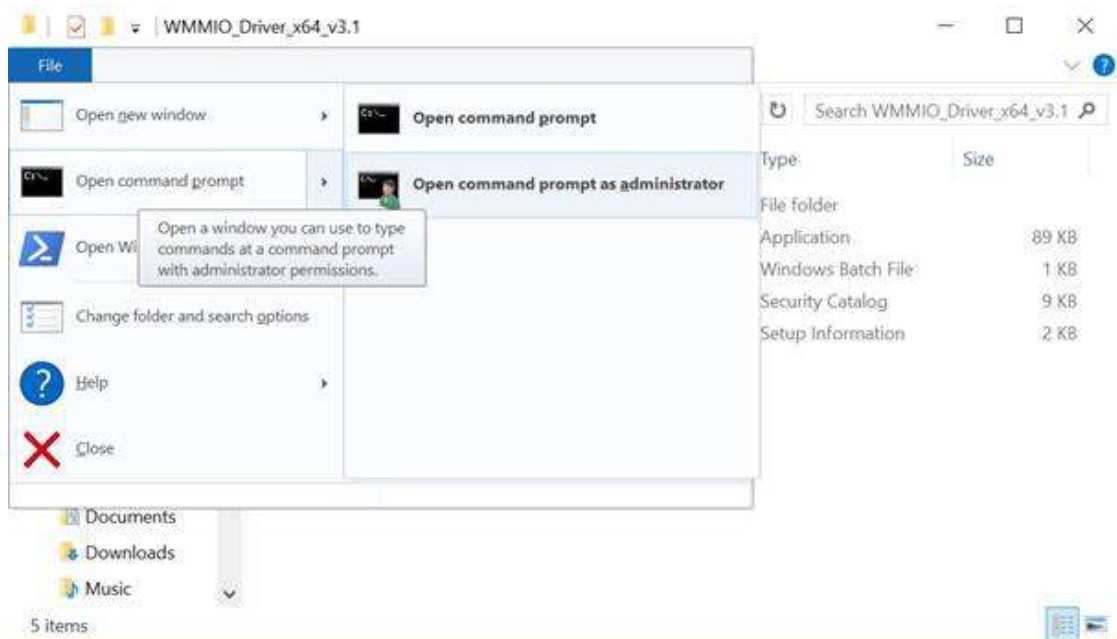 WMMIO_Driver_x64_v3.1
File
Search WMMIO_Driver_x64_v3.1
Open new window
Open command prompt
Open Wi
Change folder and search options
Help
Close
Open command prompt
Open command prompt as administrator
Open a window you can use to type
commands at a command prompt
with administrator permissions.
Type Size
File folder
Application 89 KB
Windows Batch File 1 KB
Security Catalog 9 KB
Setup Information 2 KB
Documents
Downloads
Music
5 items